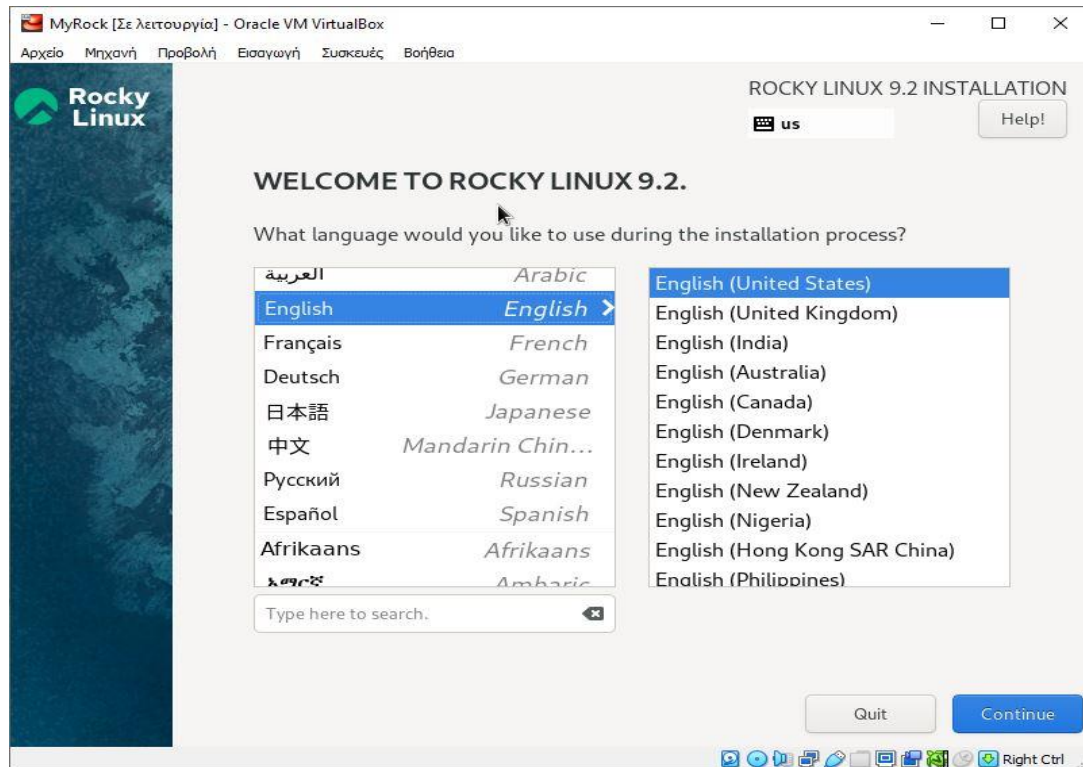 MyRock [Σε λειτουργία] - Oracle VM VirtualBox
Αρχείο Μηχανή Προβολή Εισαγωγή Συσκευές Βοήθεια
Rocky
Linux
ROCKY LINUX 9.2 INSTALLATION
us
Help!
WELCOME TO ROCKY LINUX 9.2.
What language would you like to use during the installation process?
العربية Arabic
English English
Français French
Deutsch German
日本語 Japanese
中文 Mandarin Chin...
Русский Russian
Español Spanish
Afrikaans Afrikaans
አማርኛ Amharic
Type here to search.
English (United States)
English (United Kingdom)
English (India)
English (Australia)
English (Canada)
English (Denmark)
English (Ireland)
English (New Zealand)
English (Nigeria)
English (Hong Kong SAR China)
English (Philippines)
Quit
Continue
Right Ctrl